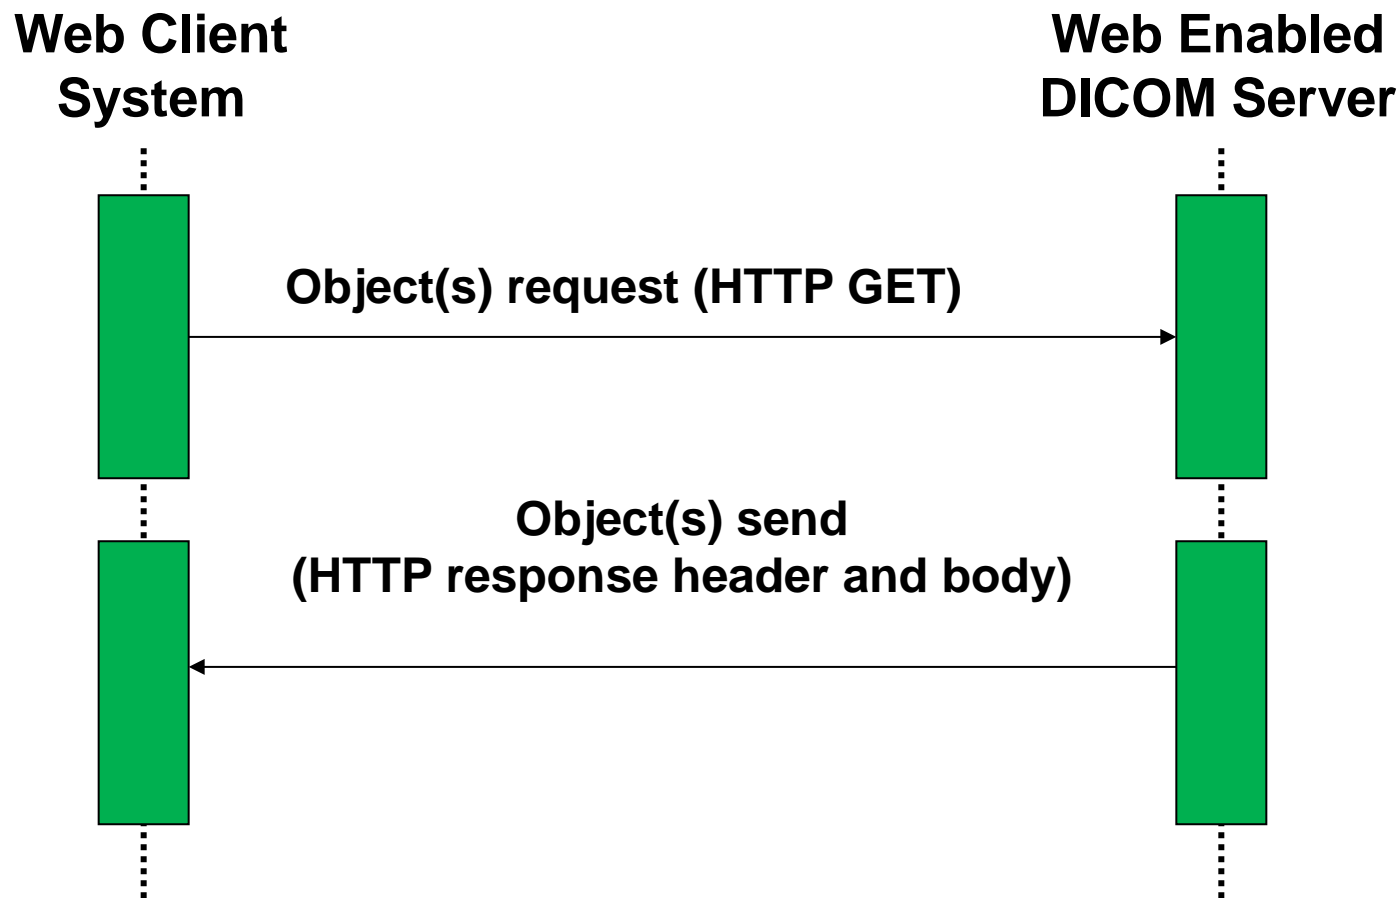 Web Client
System
Web Enabled
DICOM Server
Object(s) request (HTTP GET)
Object(s) send
(HTTP response header and body)